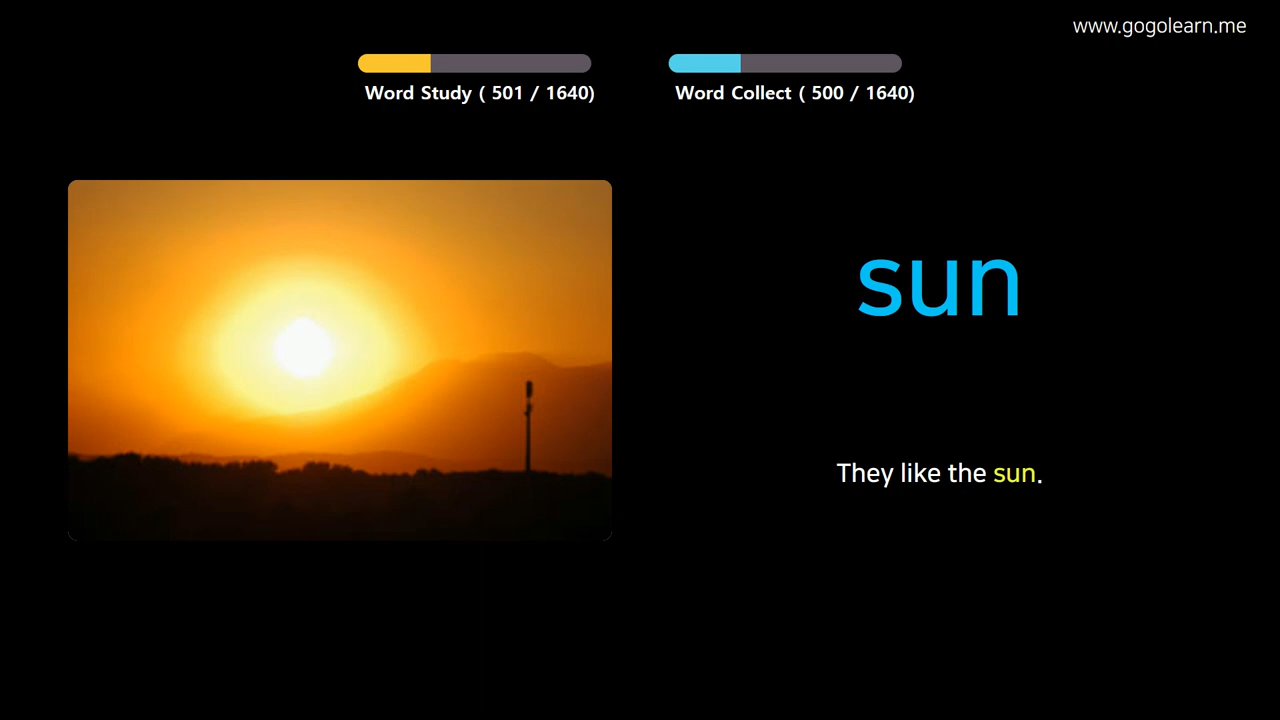 www.gogolearn.me
Word Study ( 501 / 1640)
Word Collect ( 500 / 1640)
sun
They like the sun.